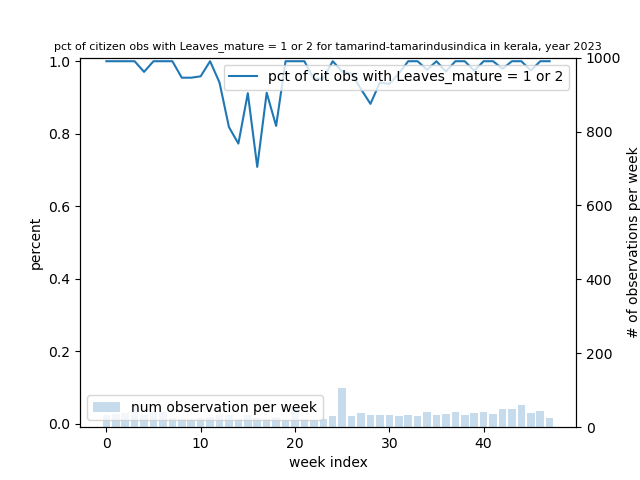 pct of citizen obs with Leaves_mature = 1 or 2 for tamarind-tamarindusindica in kerala, year 2023
pct of cit obs with Leaves_mature = 1 or 2
num observation per week
percent
1.0
0.8
0.6
0.4
0.2
0.0
0 10 20 30 40
week index
1000
800
600
400
200
0
# of observations per week